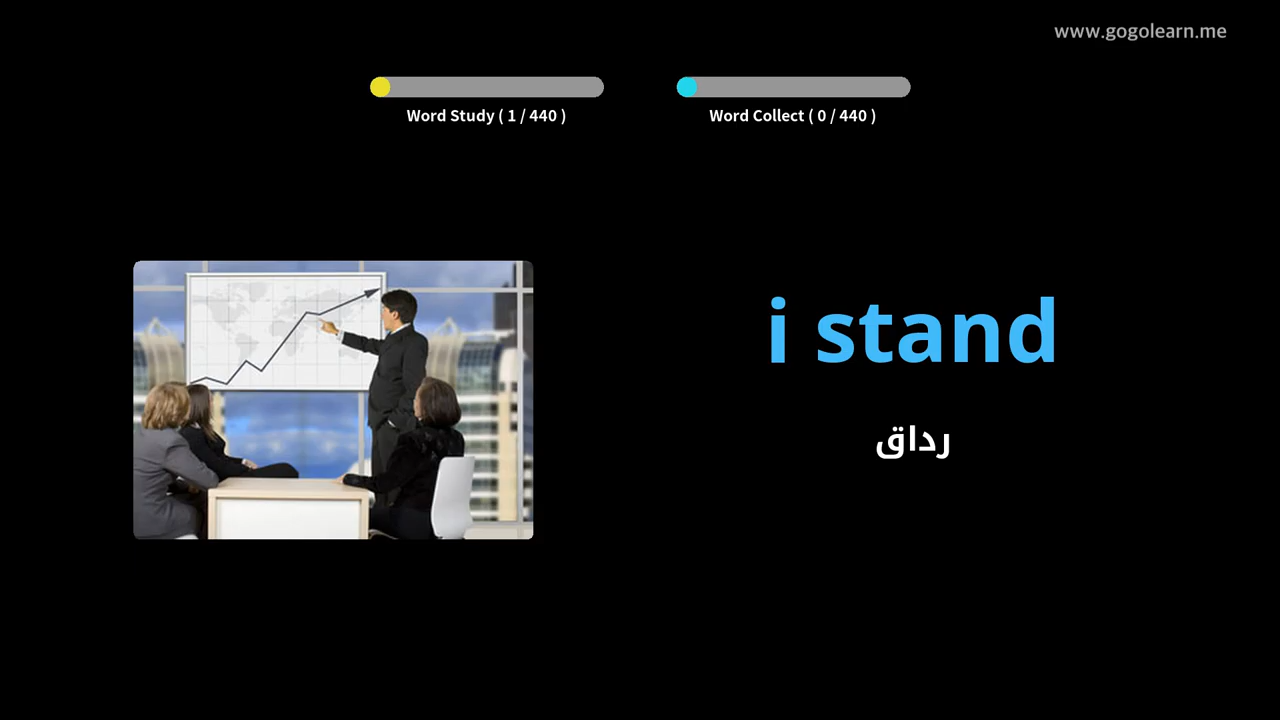 www.gogolearn.me
Word Study ( 1 / 440 )
Word Collect ( 0 / 440 )
i stand
رداق